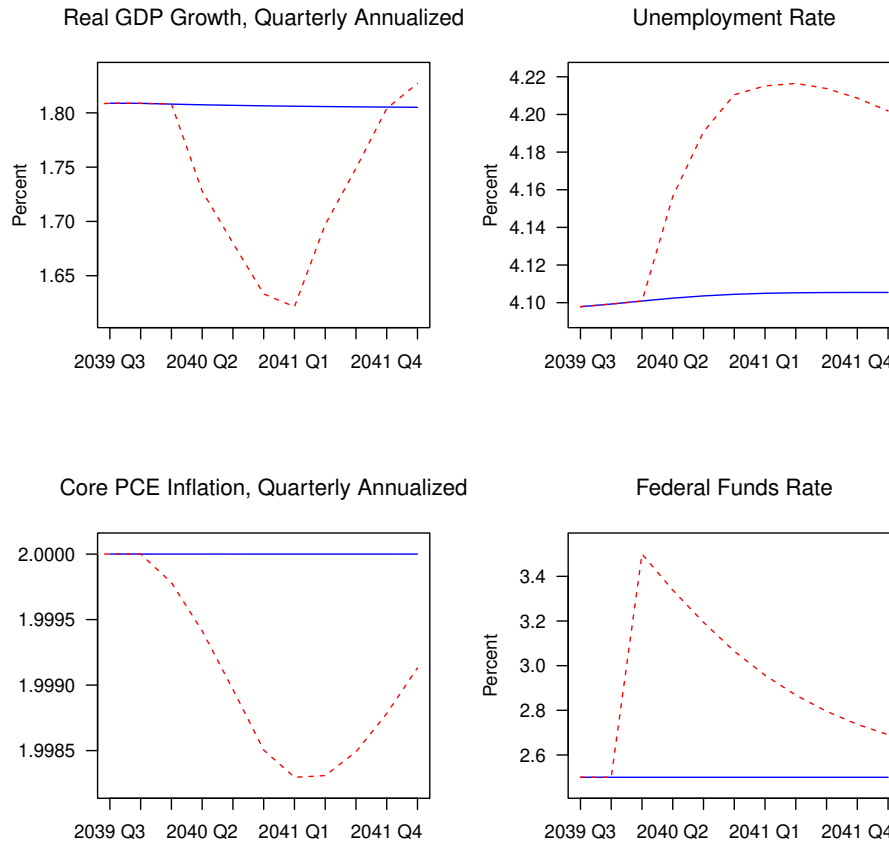 Real GDP Growth, Quarterly Annualized
Percent
1.80
1.75
1.70
1.65
2039 Q3 2040 Q2 2041 Q1 2041 Q4
Unemployment Rate
Percent
4.22
4.20
4.18
4.16
4.14
4.12
4.10
2039 Q3 2040 Q2 2041 Q1 2041 Q4
Core PCE Inflation, Quarterly Annualized
2.0000
1.9995
1.9990
1.9985
2039 Q3 2040 Q2 2041 Q1 2041 Q4
Federal Funds Rate
Percent
3.4
3.2
3.0
2.8
2.6
2039 Q3 2040 Q2 2041 Q1 2041 Q4